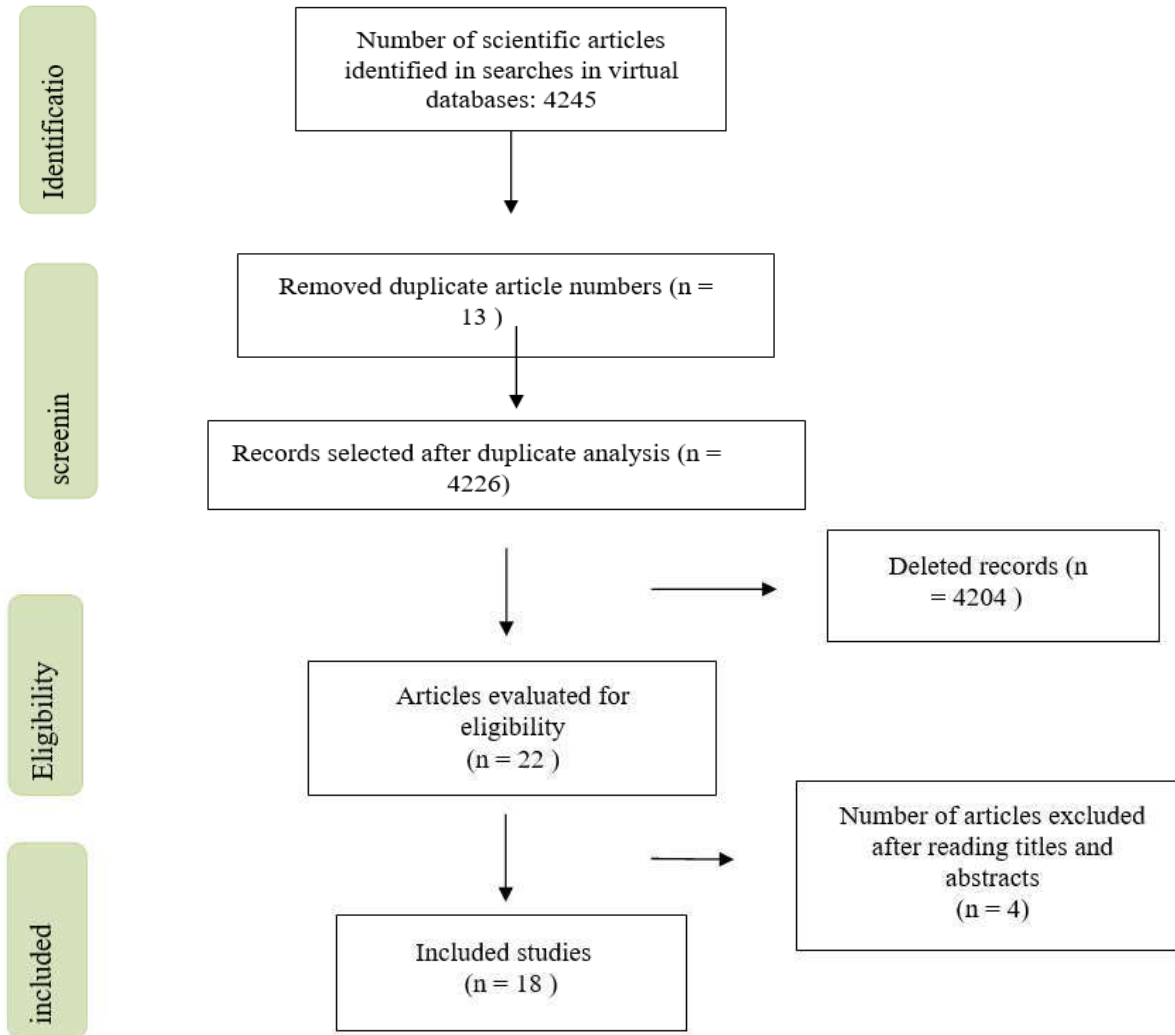 Identificatio
Number of scientific articles
identified in searches in virtual
databases: 4245
screenin
Removed duplicate article numbers (n =
13 )
Records selected after duplicate analysis (n =
4226)
Deleted records (n
= 4204 )
Eligibility
Articles evaluated for
eligibility
(n = 22 )
Number of articles excluded
after reading titles and
abstracts
(n = 4)
included
Included studies
(n = 18 )